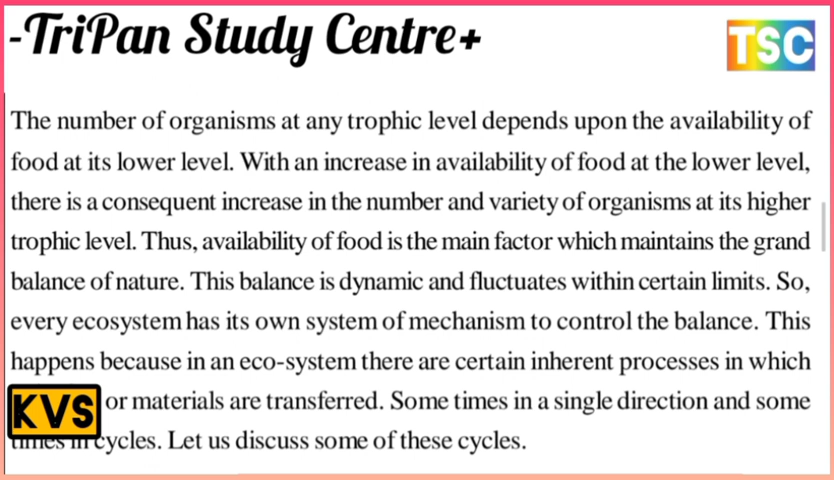 -TriPan Study Centre+
TSC
The number of organisms at any trophic level depends upon the availability of
food at its lower level. With an increase in availability of food at the lower level,
there is a consequent increase in the number and variety of organisms at its higher
trophic level. Thus, availability of food is the main factor which maintains the grand
balance of nature. This balance is dynamic and fluctuates within certain limits. So,
every ecosystem has its own system of mechanism to control the balance. This
happens because in an eco-system there are certain inherent processes in which
KVS or materials are transferred. Some times in a single direction and some
times in cycles. Let us discuss some of these cycles.